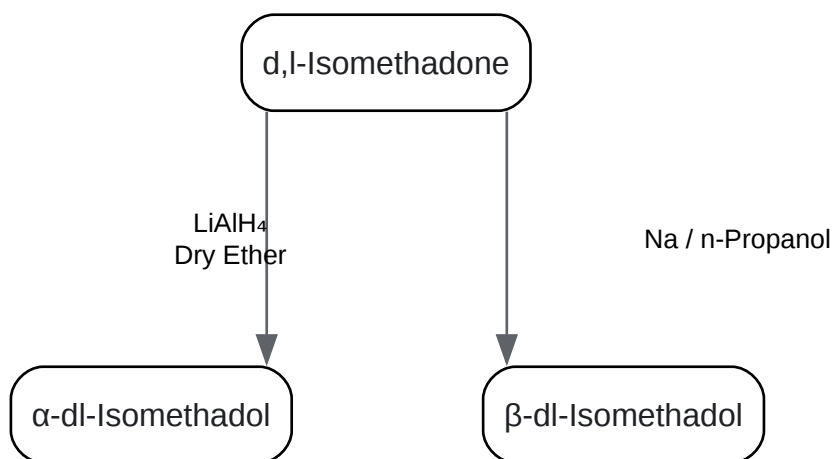 d,l-Isomethadone
LiAlH₄
Dry Ether
Na / n-Propanol
α-dl-Isomethadol
β-dl-Isomethadol